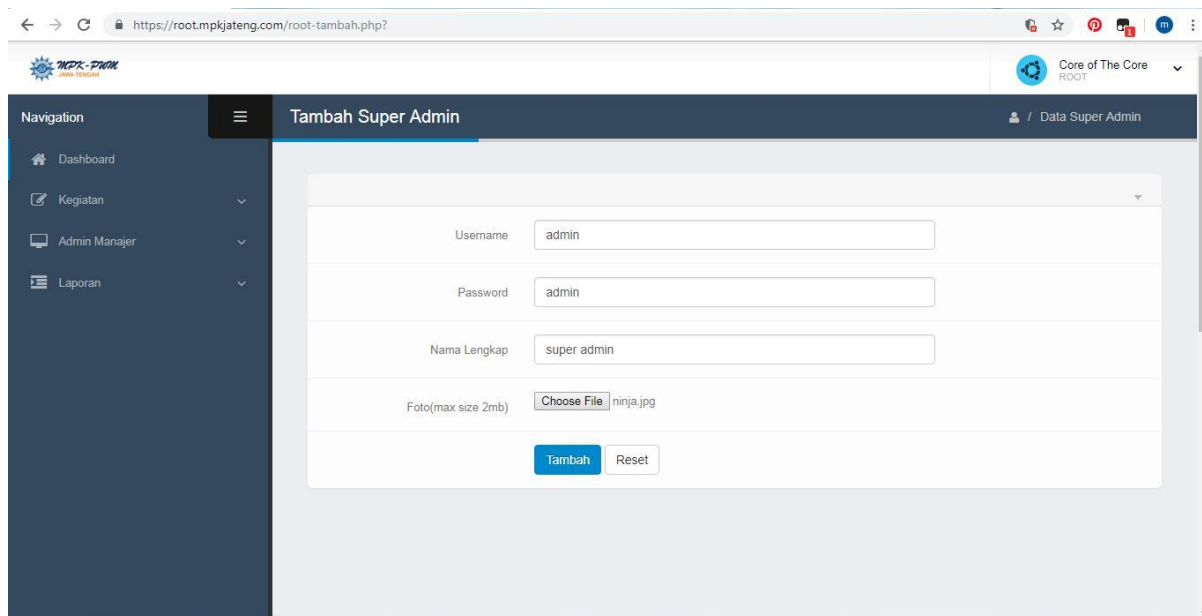 https://root.mpkjateng.com/root-tambah.php?
1
m
MPK-PWM
JAWA TENGAH
Core of The Core
ROOT
Navigation
Tambah Super Admin
/ Data Super Admin
Dashboard
Kegiatan
Admin Manajer
Laporan
Username
admin
Password
admin
Nama Lengkap
super admin
Foto(max size 2mb)
Choose File ninja.jpg
Tambah Reset